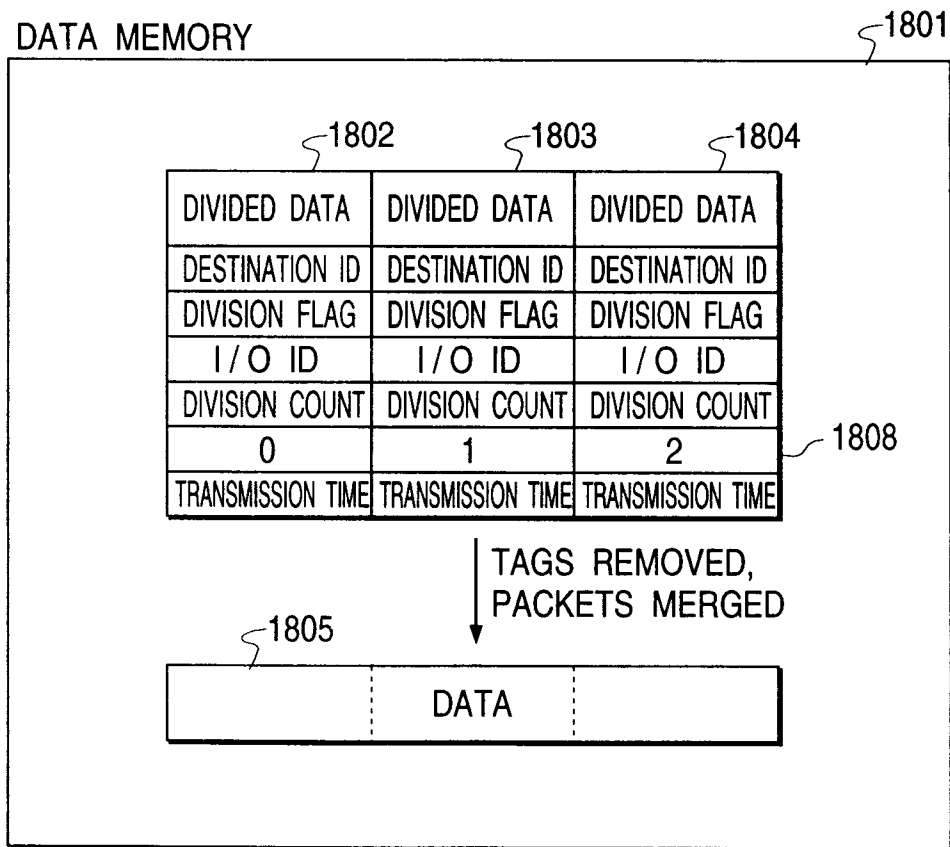 DATA MEMORY 1801
1802 1803 1804
DIVIDED DATA DIVIDED DATA DIVIDED DATA
DESTINATION ID DESTINATION ID DESTINATION ID
DIVISION FLAG DIVISION FLAG DIVISION FLAG
I/O ID I/O ID I/O ID
DIVISION COUNT DIVISION COUNT DIVISION COUNT
0 1 2 1808
TRANSMISSION TIME TRANSMISSION TIME TRANSMISSION TIME
TAGS REMOVED,
PACKETS MERGED
1805
DATA